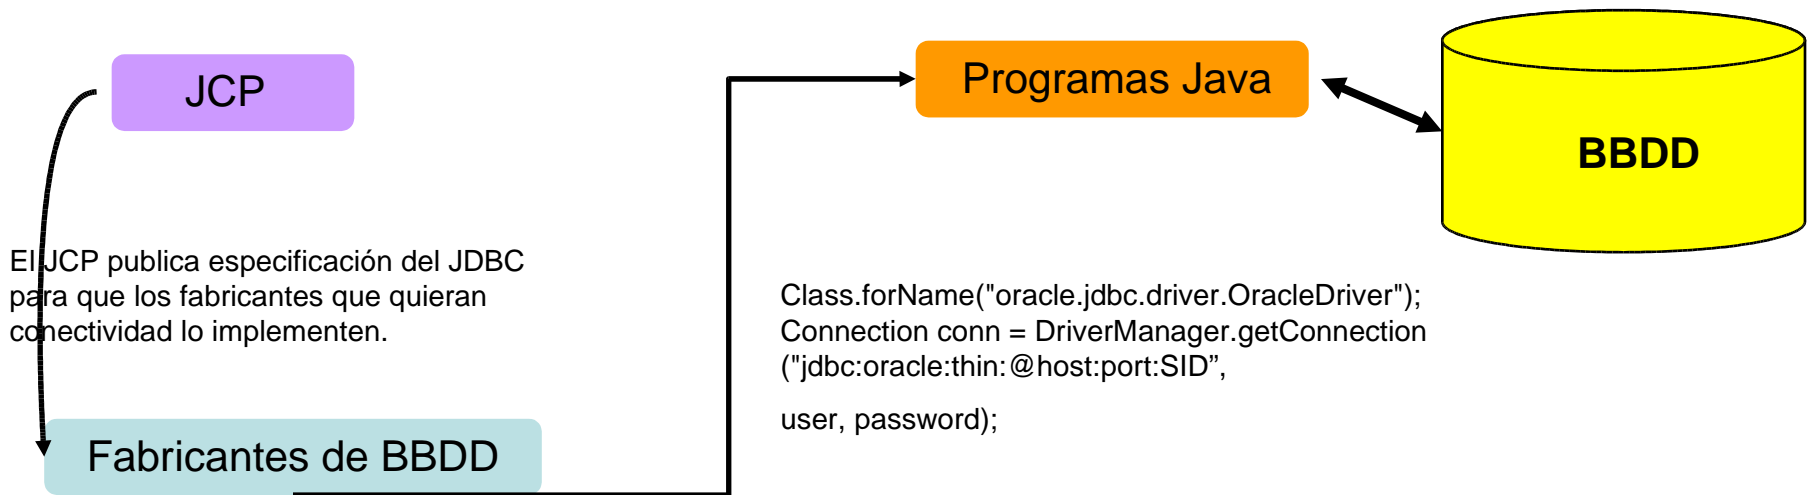 JCP
Programas Java
BBDD
El JCP publica especificación del JDBC
para que los fabricantes que quieran
conectividad lo implementen.
Class.forName("oracle.jdbc.driver.OracleDriver");
Connection conn = DriverManager.getConnection
("jdbc:oracle:thin:@host:port:SID”,
user, password);
Fabricantes de BBDD